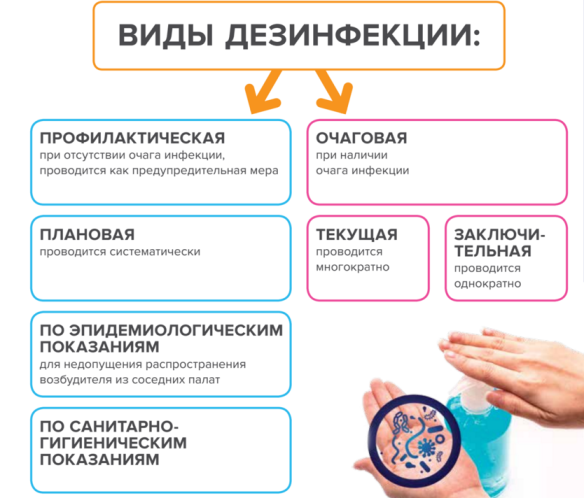 ВИДЫ ДЕЗИНФЕКЦИИ:
ПРОФИЛАКТИЧЕСКАЯ
при отсутствии очага инфекции,
проводится как предупредительная мера
ПЛАНОВАЯ
проводится систематически
ПО ЭПИДЕМИОЛОГИЧЕСКИМ
ПОКАЗАНИЯМ
для недопущения распространения
возбудителя из соседних палат
ПО САНИТАРНО-
ГИГИЕНИЧЕСКИМ
ПОКАЗАНИЯМ
ОЧАГОВАЯ
при наличии
очага инфекции
ТЕКУЩАЯ
проводится
многократно
ЗАКЛЮЧИ-
ТЕЛЬНАЯ
проводится
однократно